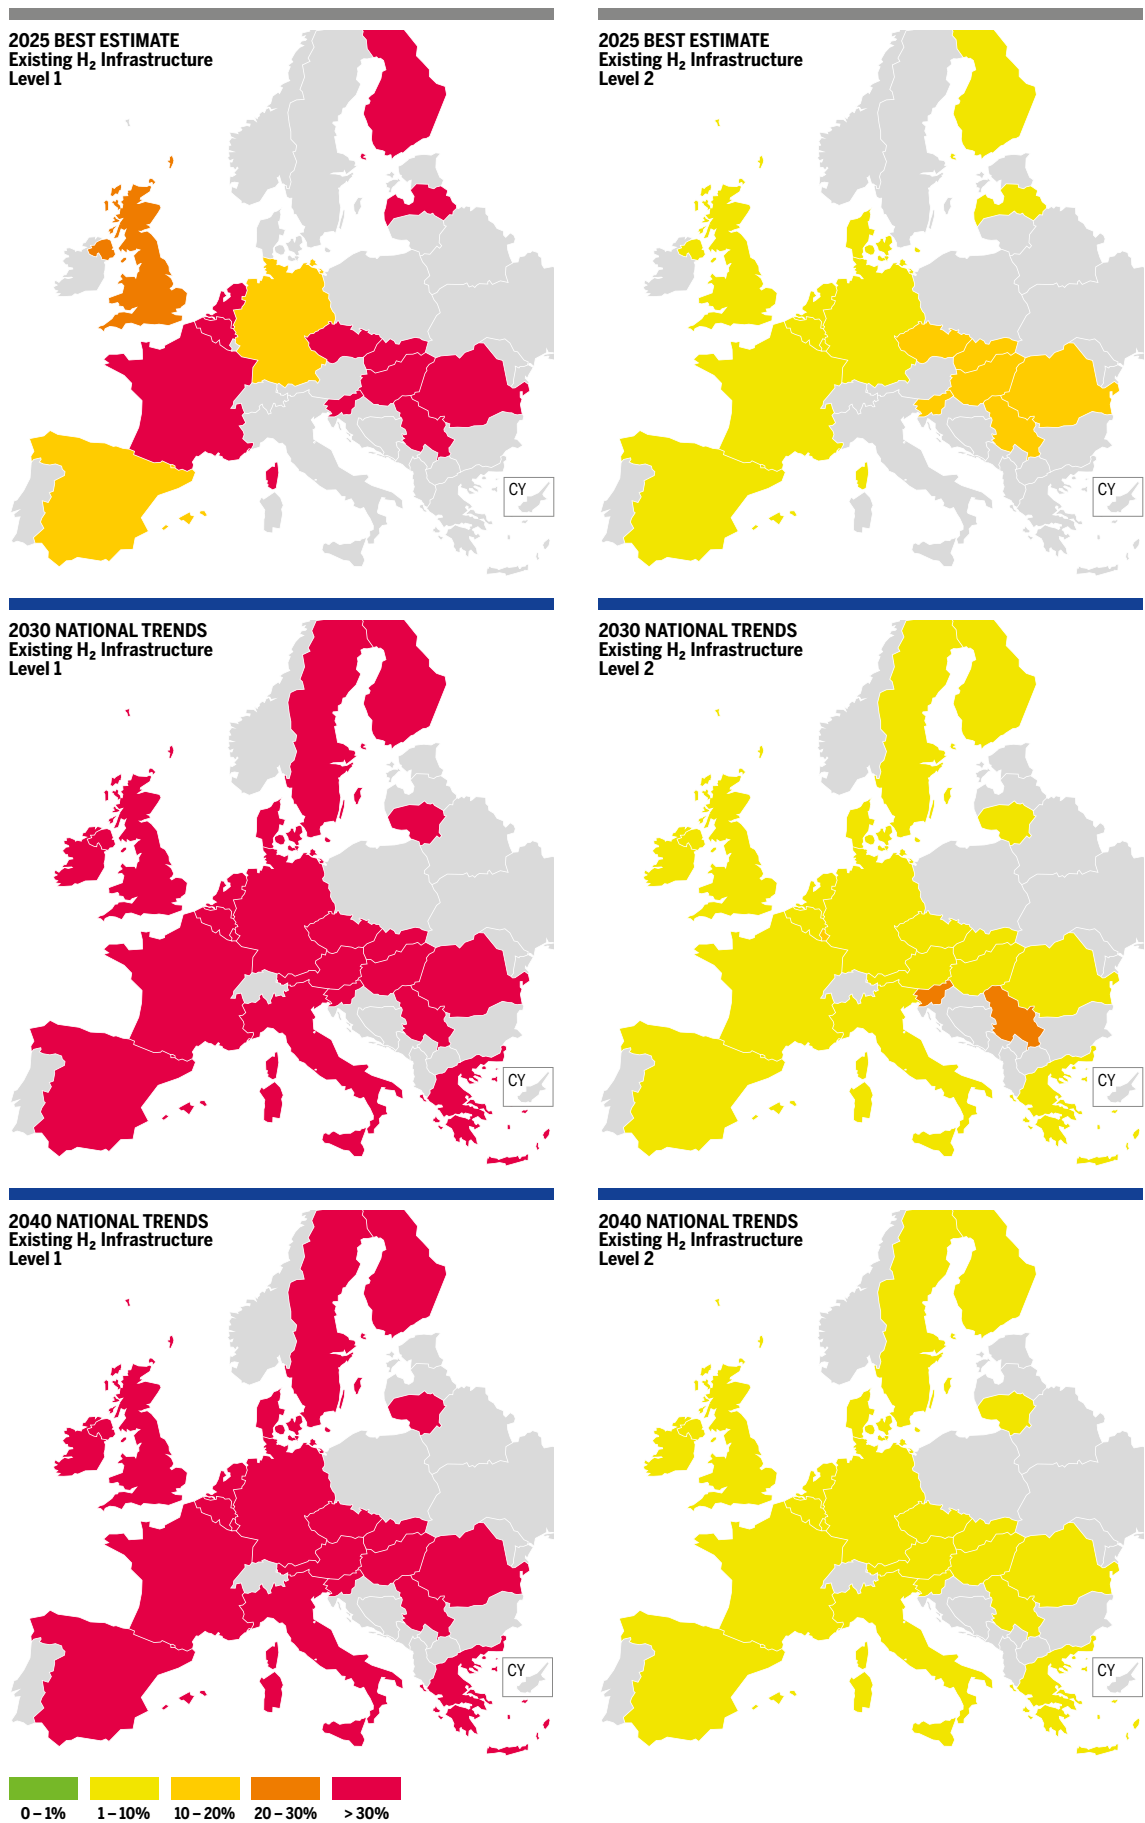 2025 BEST ESTIMATE
Existing H₂ Infrastructure
Level 1
CY
2025 BEST ESTIMATE
Existing H₂ Infrastructure
Level 2
CY
2030 NATIONAL TRENDS
Existing H₂ Infrastructure
Level 1
CY
2030 NATIONAL TRENDS
Existing H₂ Infrastructure
Level 2
CY
2040 NATIONAL TRENDS
Existing H₂ Infrastructure
Level 1
CY
2040 NATIONAL TRENDS
Existing H₂ Infrastructure
Level 2
CY
0 – 1% 1 – 10% 10 – 20% 20 – 30% > 30%